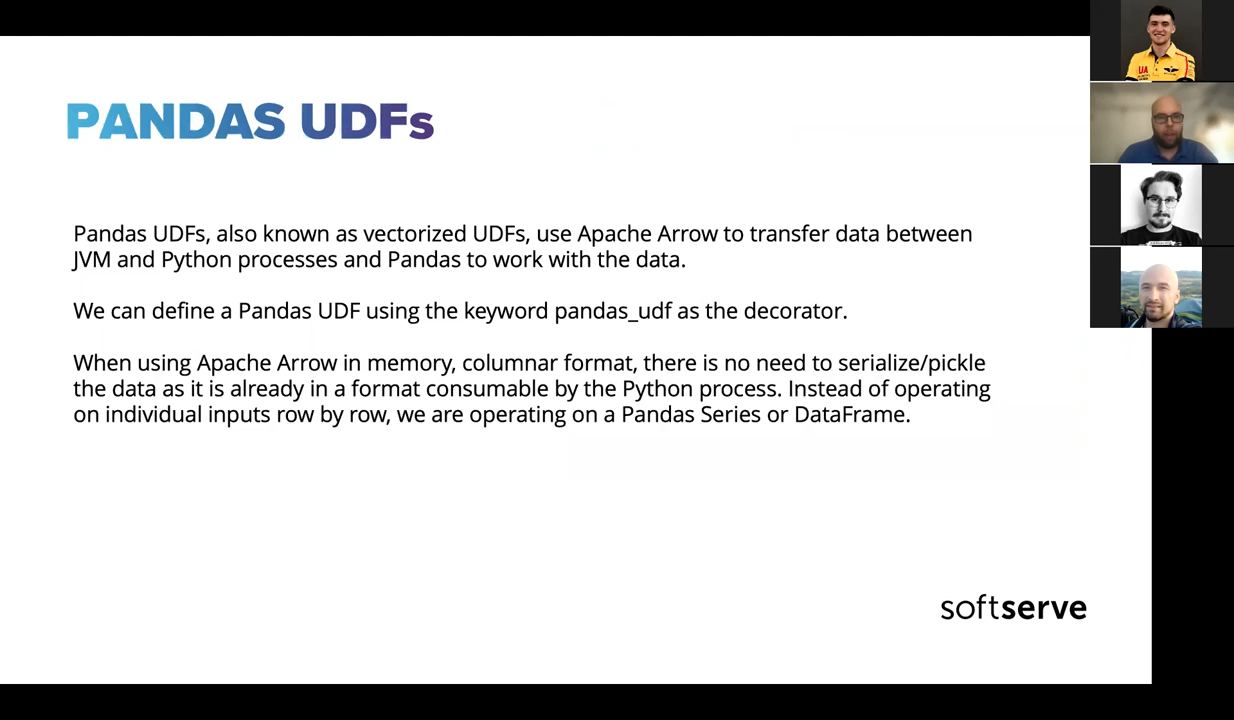 PANDAS UDFs
Pandas UDFs, also known as vectorized UDFs, use Apache Arrow to transfer data between
JVM and Python processes and Pandas to work with the data.
We can define a Pandas UDF using the keyword pandas_udf as the decorator.
When using Apache Arrow in memory, columnar format, there is no need to serialize/pickle
the data as it is already in a format consumable by the Python process. Instead of operating
on individual inputs row by row, we are operating on a Pandas Series or DataFrame.
softserve
UA